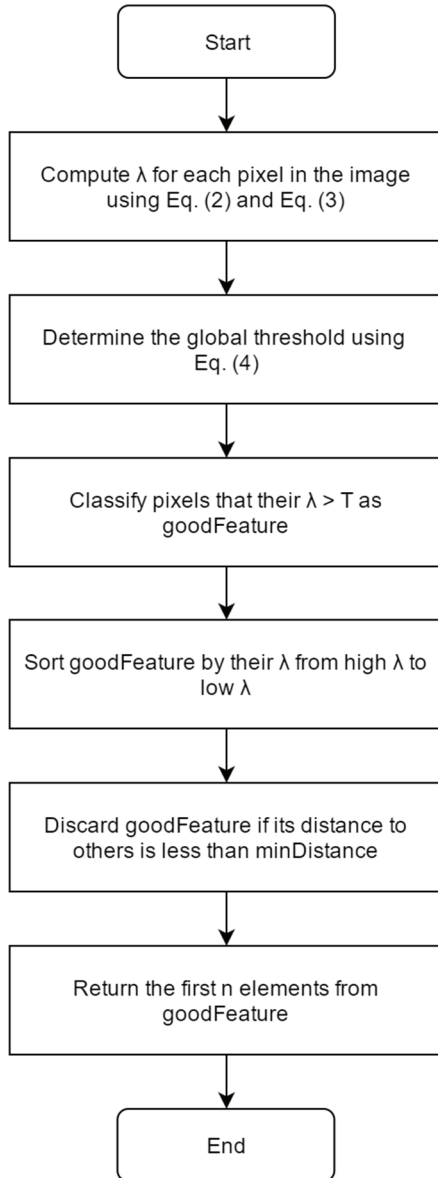 Start
Compute λ for each pixel in the image
using Eq. (2) and Eq. (3)
Determine the global threshold using
Eq. (4)
Classify pixels that their λ > T as
goodFeature
Sort goodFeature by their λ from high λ to
low λ
Discard goodFeature if its distance to
others is less than minDistance
Return the first n elements from
goodFeature
End